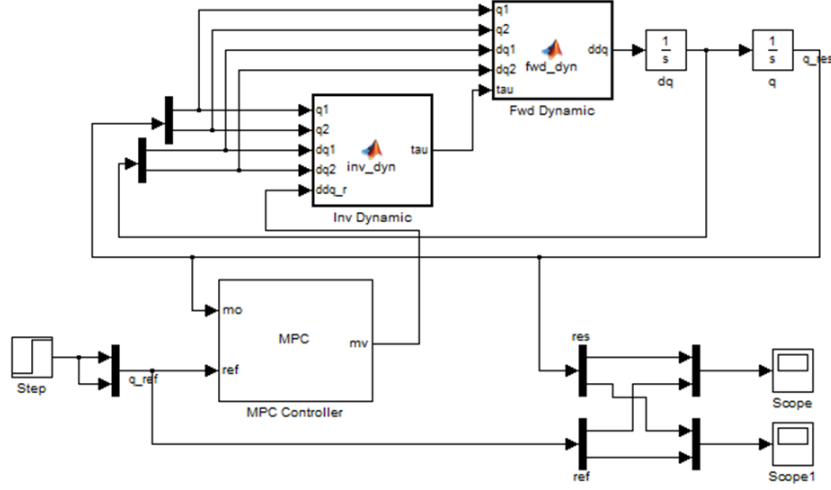 q1
q2
dq1
dq2
tau
fwd_dyn
ddq
Fwd Dynamic
1
s
dq
1
s
q
q_res
q1
q2
dq1
dq2
ddq_r
inv_dyn
tau
Inv Dynamic
mo
MPC
mv
ref
MPC Controller
Step
q_ref
res
ref
Scope
Scope1